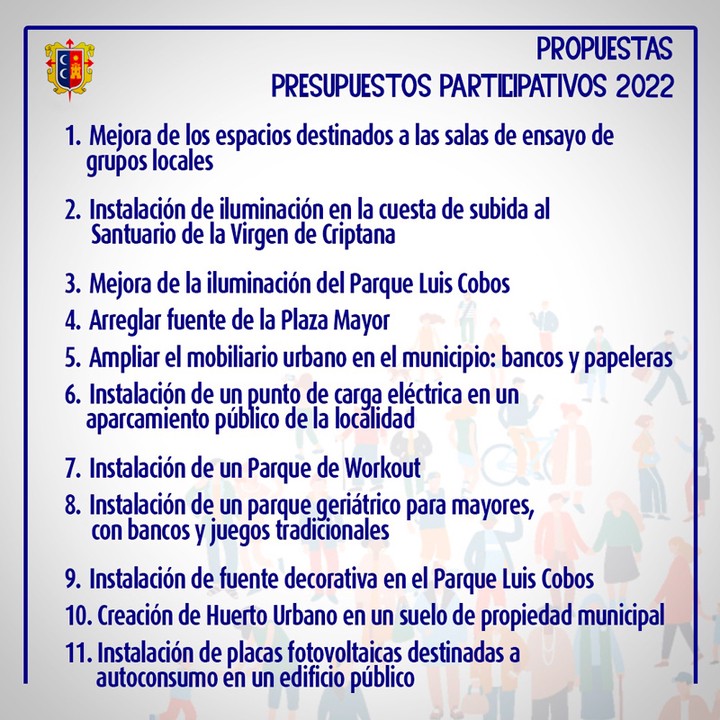 PROPUESTAS
PRESUPUESTOS PARTICIPATIVOS 2022
1. Mejora de los espacios destinados a las salas de ensayo de
grupos locales
2. Instalación de iluminación en la cuesta de subida al
Santuario de la Virgen de Criptana
3. Mejora de la iluminación del Parque Luis Cobos
4. Arreglar fuente de la Plaza Mayor
5. Ampliar el mobiliario urbano en el municipio: bancos y papeleras
6. Instalación de un punto de carga eléctrica en un
aparcamiento público de la localidad
7. Instalación de un Parque de Workout
8. Instalación de un parque geriátrico para mayores,
con bancos y juegos tradicionales
9. Instalación de fuente decorativa en el Parque Luis Cobos
10. Creación de Huerto Urbano en un suelo de propiedad municipal
11. Instalación de placas fotovoltaicas destinadas a
autoconsumo en un edificio público